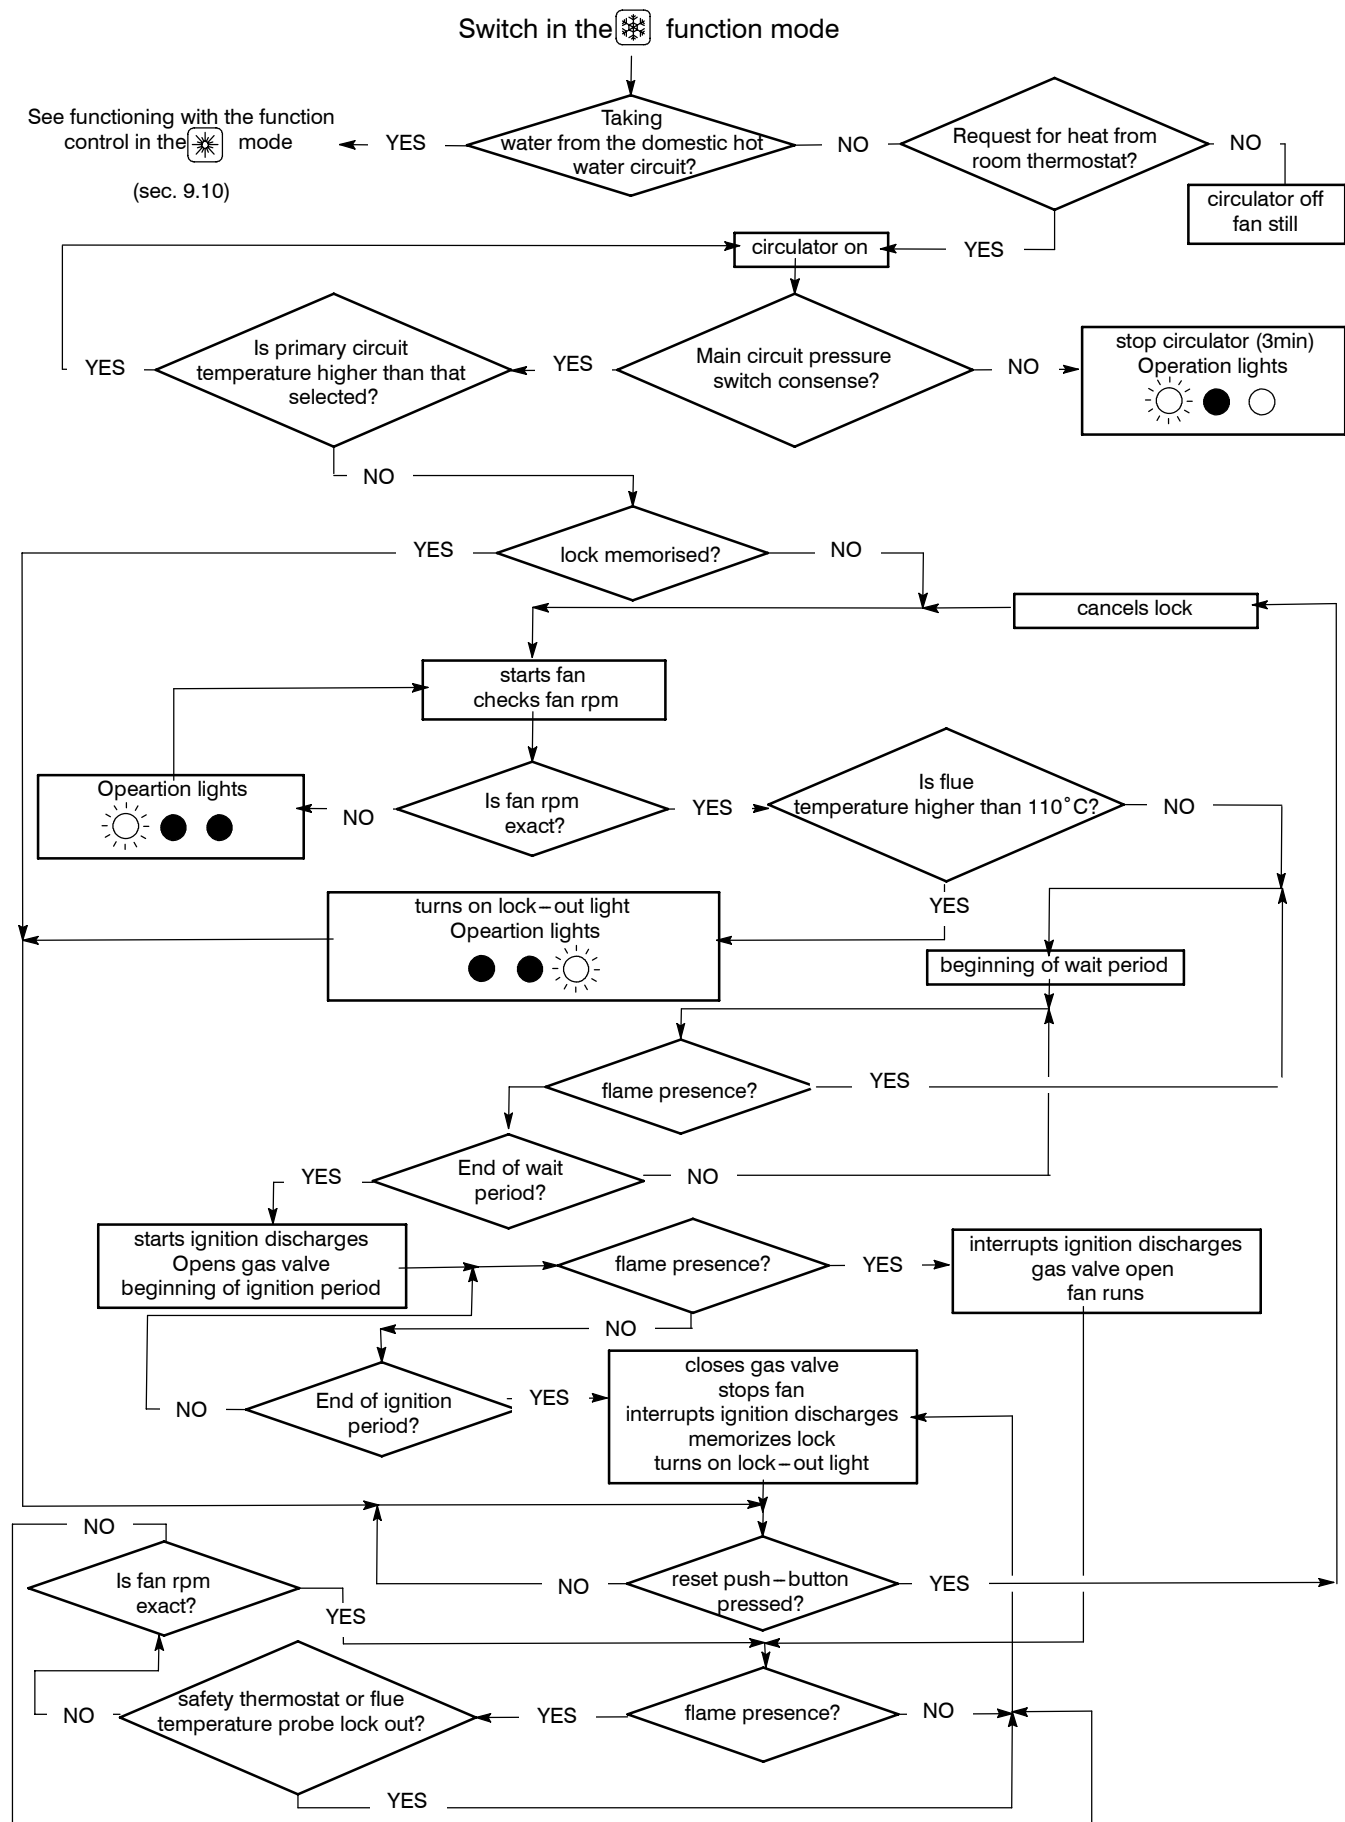 Switch in the function mode
Taking
water from the domestic hot
water circuit?
YES
See functioning with the function
control in the mode
(sec. 9.10)
NO
Request for heat from
room thermostat?
NO
circulator off
fan still
YES
circulator on
Main circuit pressure
switch consense?
NO
stop circulator (3min)
Operation lights
YES
Is primary circuit
temperature higher than that
selected?
YES
NO
lock memorised?
YES
NO
cancels lock
starts fan
checks fan rpm
Is fan rpm
exact?
NO
Opeartion lights
YES
Is flue
temperature higher than 110°C?
NO
YES
turns on lock-out light
Opeartion lights
beginning of wait period
flame presence?
YES
End of wait
period?
YES
NO
starts ignition discharges
Opens gas valve
beginning of ignition period
flame presence?
YES
interrupts ignition discharges
gas valve open
fan runs
NO
End of ignition
period?
NO
YES
closes gas valve
stops fan
interrupts ignition discharges
memorizes lock
turns on lock-out light
reset push-button
pressed?
NO
YES
NO
Is fan rpm
exact?
YES
flame presence?
NO
YES
safety thermostat or flue
temperature probe lock out?
NO
YES